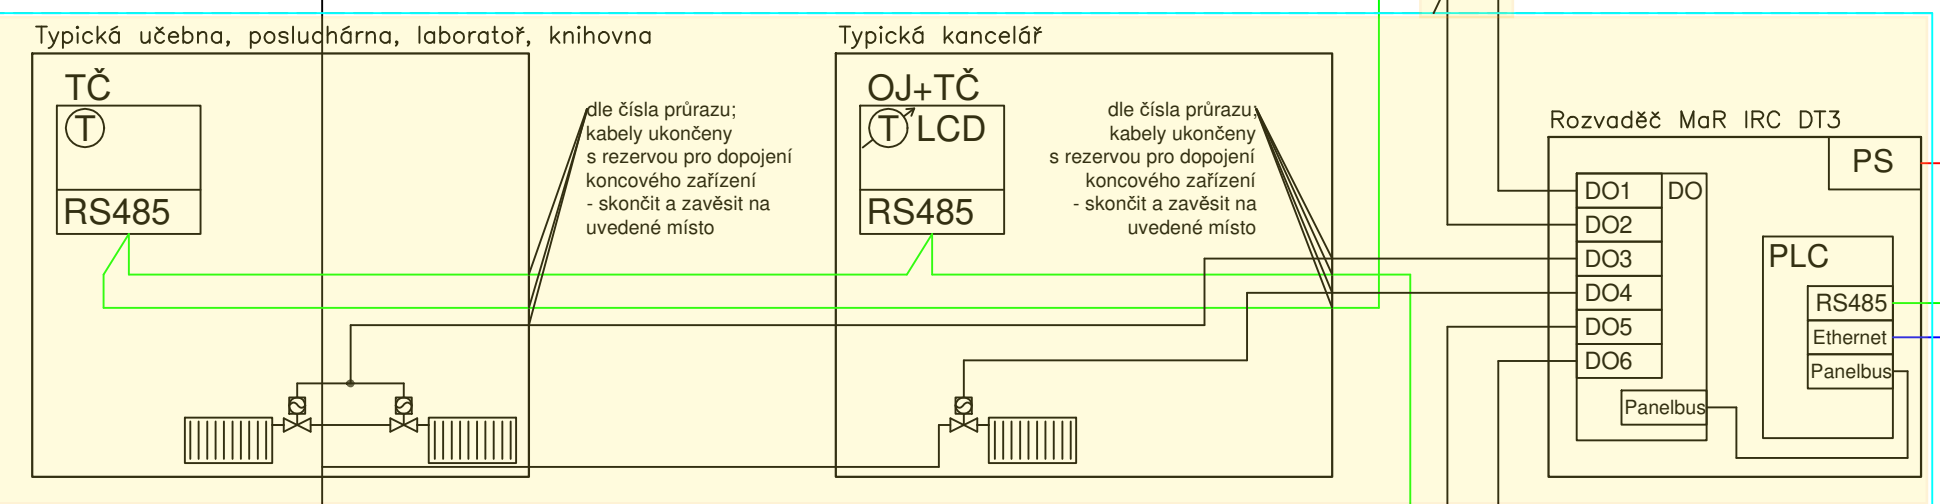 Typická učebna, posluchárna, laboratoř, knihovna
TČ
T
RS485
dle čísla průrazu;
kabely ukončeny
s rezervou pro dopojení
koncového zařízení
- skončit a zavěsit na
uvedené místo
Typická kancelář
OJ+TČ
T LCD
RS485
dle čísla průrazu;
kabely ukončeny
s rezervou pro dopojení
koncového zařízení
- skončit a zavěsit na
uvedené místo
Rozvaděč MaR IRC DT3
PS
DO1 DO
DO2
DO3
DO4
DO5
DO6
Panelbus
PLC
RS485
Ethernet
Panelbus